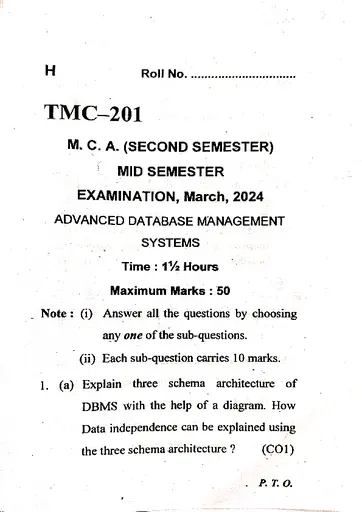 H Roll No. ................................
TMC–201
M. C. A. (SECOND SEMESTER)
MID SEMESTER
EXAMINATION, March, 2024
ADVANCED DATABASE MANAGEMENT
SYSTEMS
Time : 1½ Hours
Maximum Marks : 50
Note : (i) Answer all the questions by choosing
any one of the sub-questions.
(ii) Each sub-question carries 10 marks.
1. (a) Explain three schema architecture of
DBMS with the help of a diagram. How
Data independence can be explained using
the three schema architecture ? (CO1)
P. T. O.